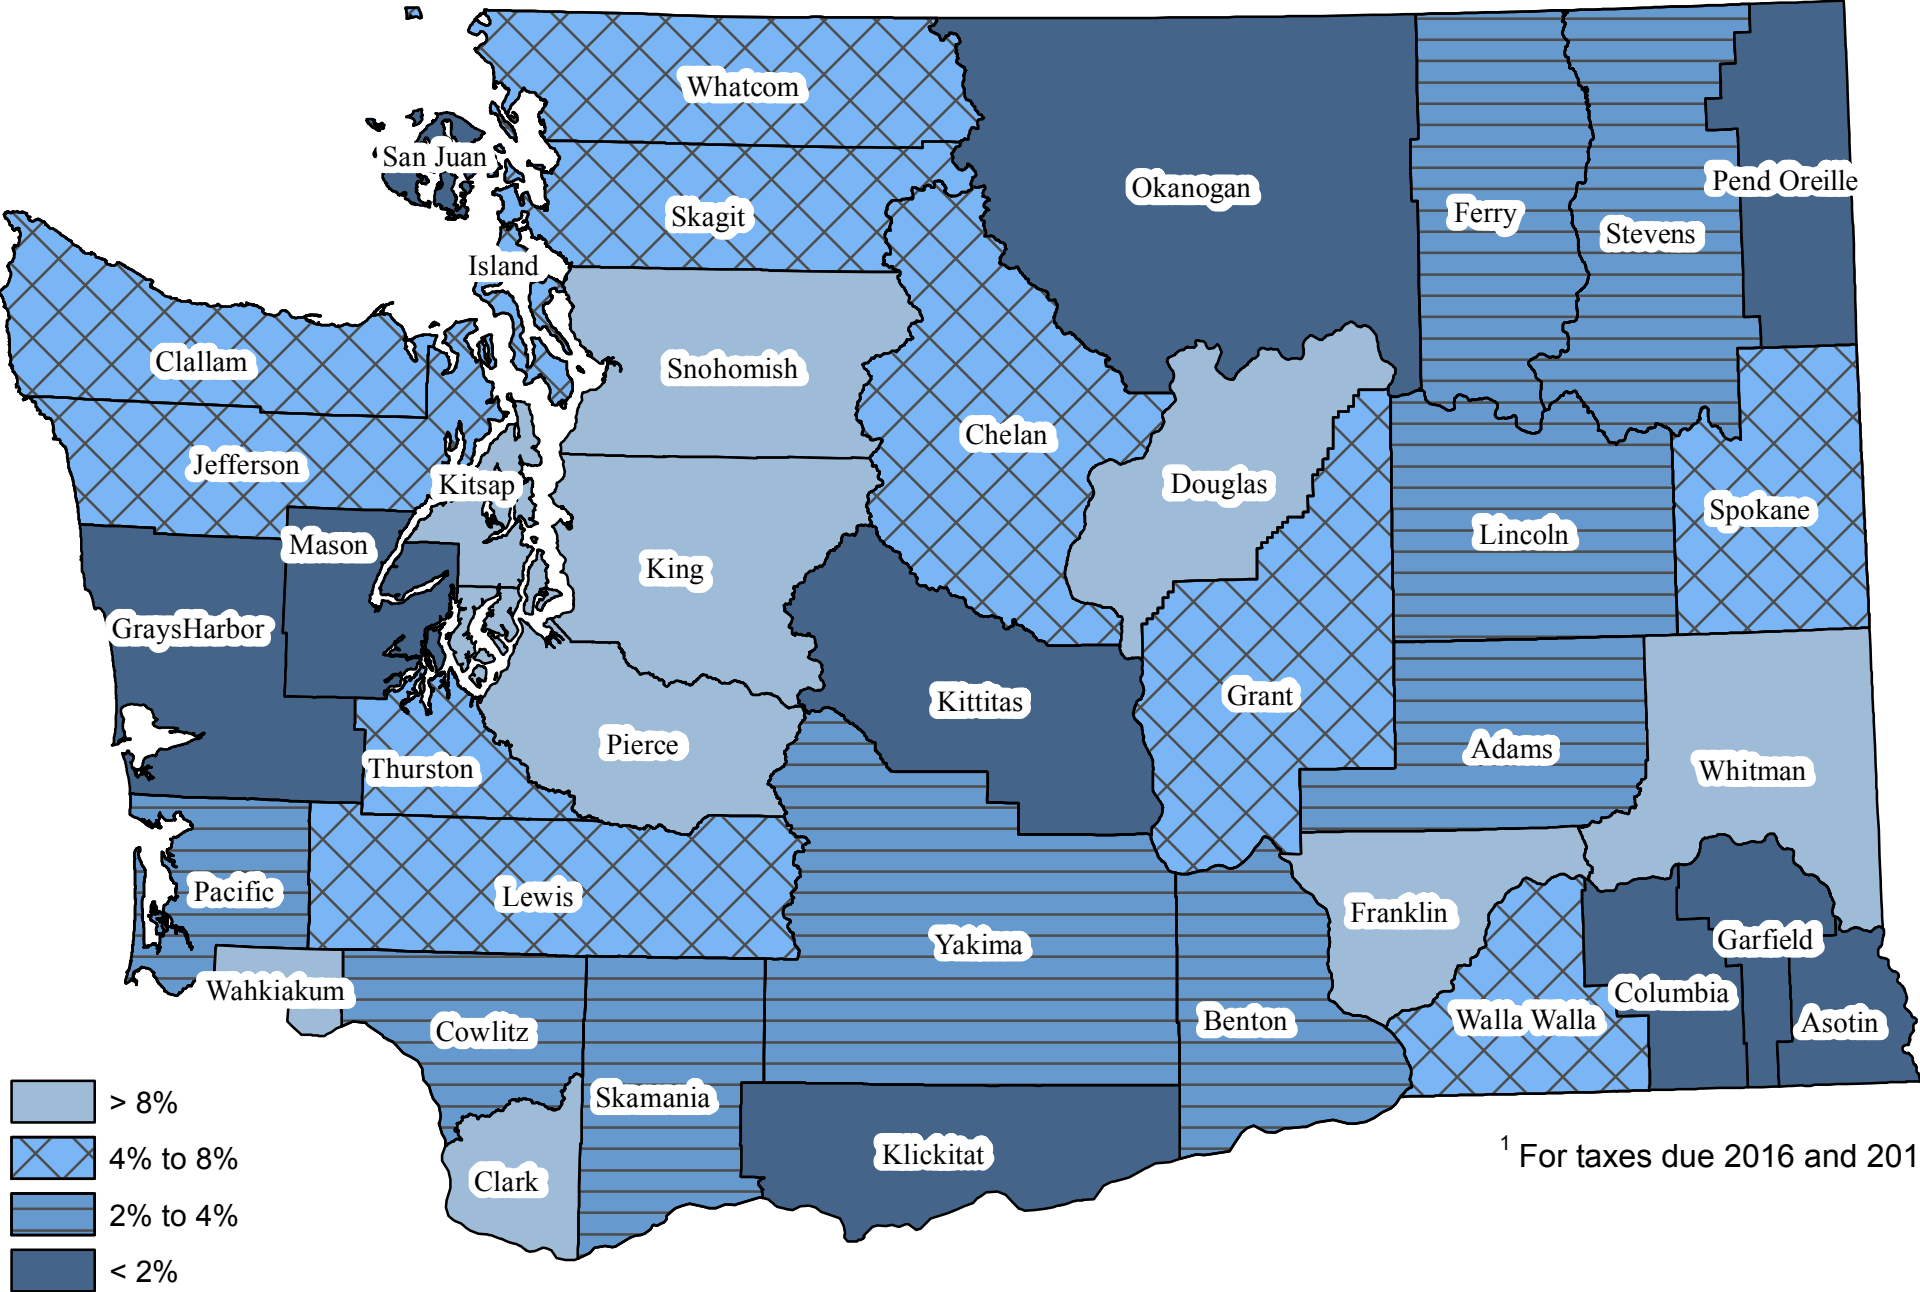 Whatcom
San Juan
Okanogan
Pend Oreille
Skagit
Ferry
Stevens
Island
Clallam
Snohomish
Chelan
Jefferson
Kitsap
Douglas
Spokane
Lincoln
Mason
King
GraysHarbor
Kittitas
Grant
Pierce
Adams
Thurston
Whitman
Pacific
Lewis
Franklin
Yakima
Garfield
Wahkiakum
Columbia
Cowlitz
Benton
Walla Walla
Asotin
Skamania
Klickitat
Clark
> 8%
4% to 8%
2% to 4%
< 2%
1 For taxes due 2016 and 201